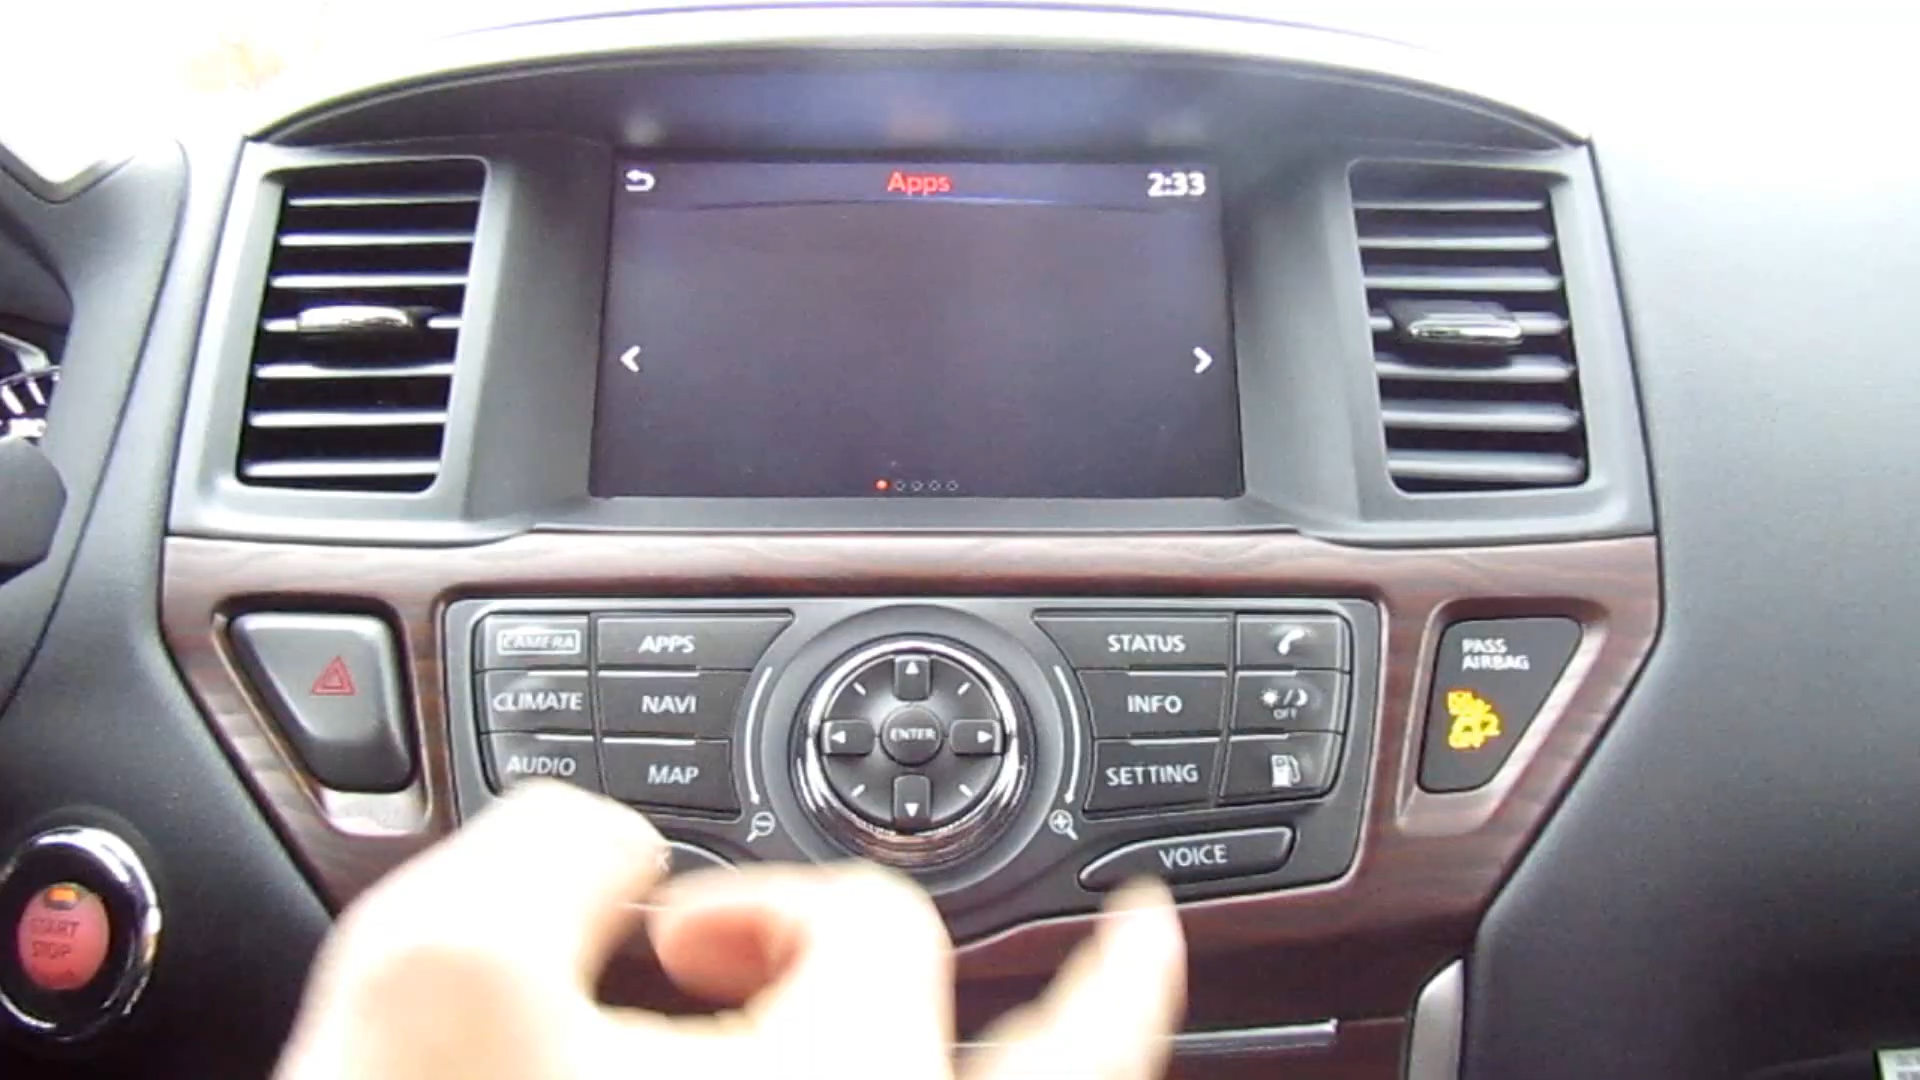 Apps
2:33
CAMERA
APPS
CLIMATE
NAVI
AUDIO
MAP
ENTER
STATUS
INFO
OFF
SETTING
VOICE
PASS
AIRBAG
START
STOP